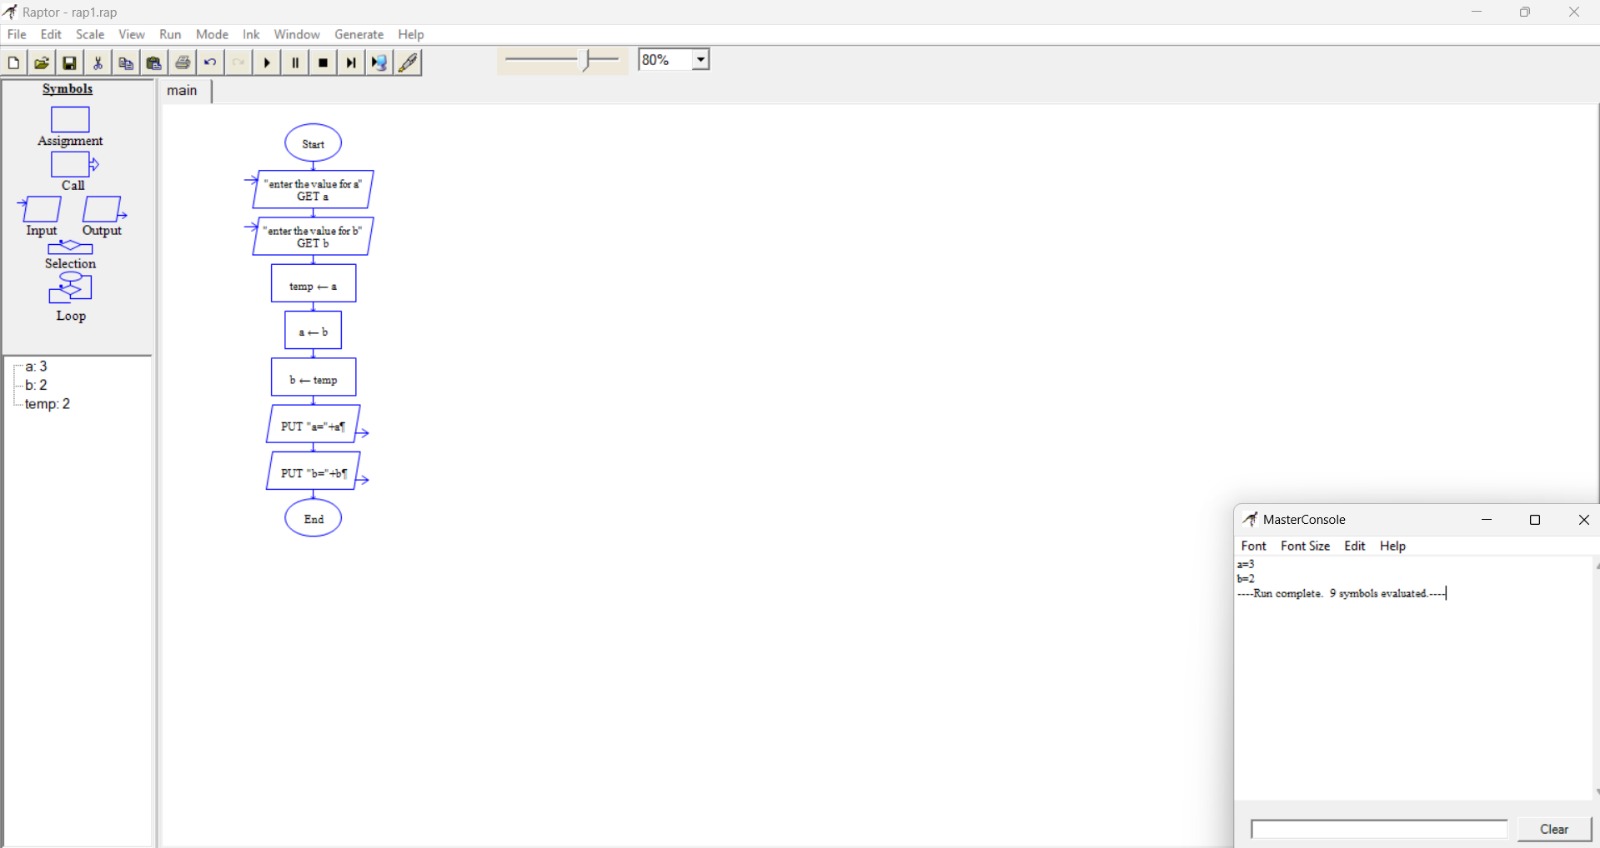 Raptor - rap1.rap
File Edit Scale View Run Mode Ink Window Generate Help
80%
Symbols
Assignment
Call
Input Output
Selection
Loop
a: 3
b: 2
temp: 2
main
Start
"enter the value for a"
GET a
"enter the value for b"
GET b
temp ← a
a ← b
b ← temp
PUT "a="+a¶
PUT "b="+b¶
End
MasterConsole
Font Font Size Edit Help
a=3
b=2
----Run complete. 9 symbols evaluated.----
Clear